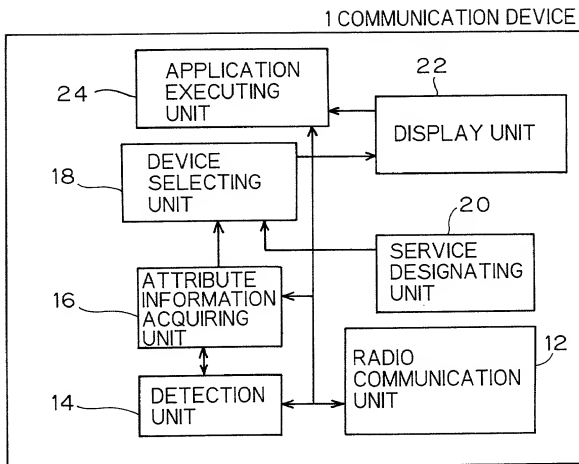 1 COMMUNICATION DEVICE
24
APPLICATION
EXECUTING
UNIT
22
DISPLAY UNIT
18
DEVICE
SELECTING
UNIT
20
SERVICE
DESIGNATING
UNIT
16
ATTRIBUTE
INFORMATION
ACQUIRING
UNIT
12
RADIO
COMMUNICATION
UNIT
14
DETECTION
UNIT